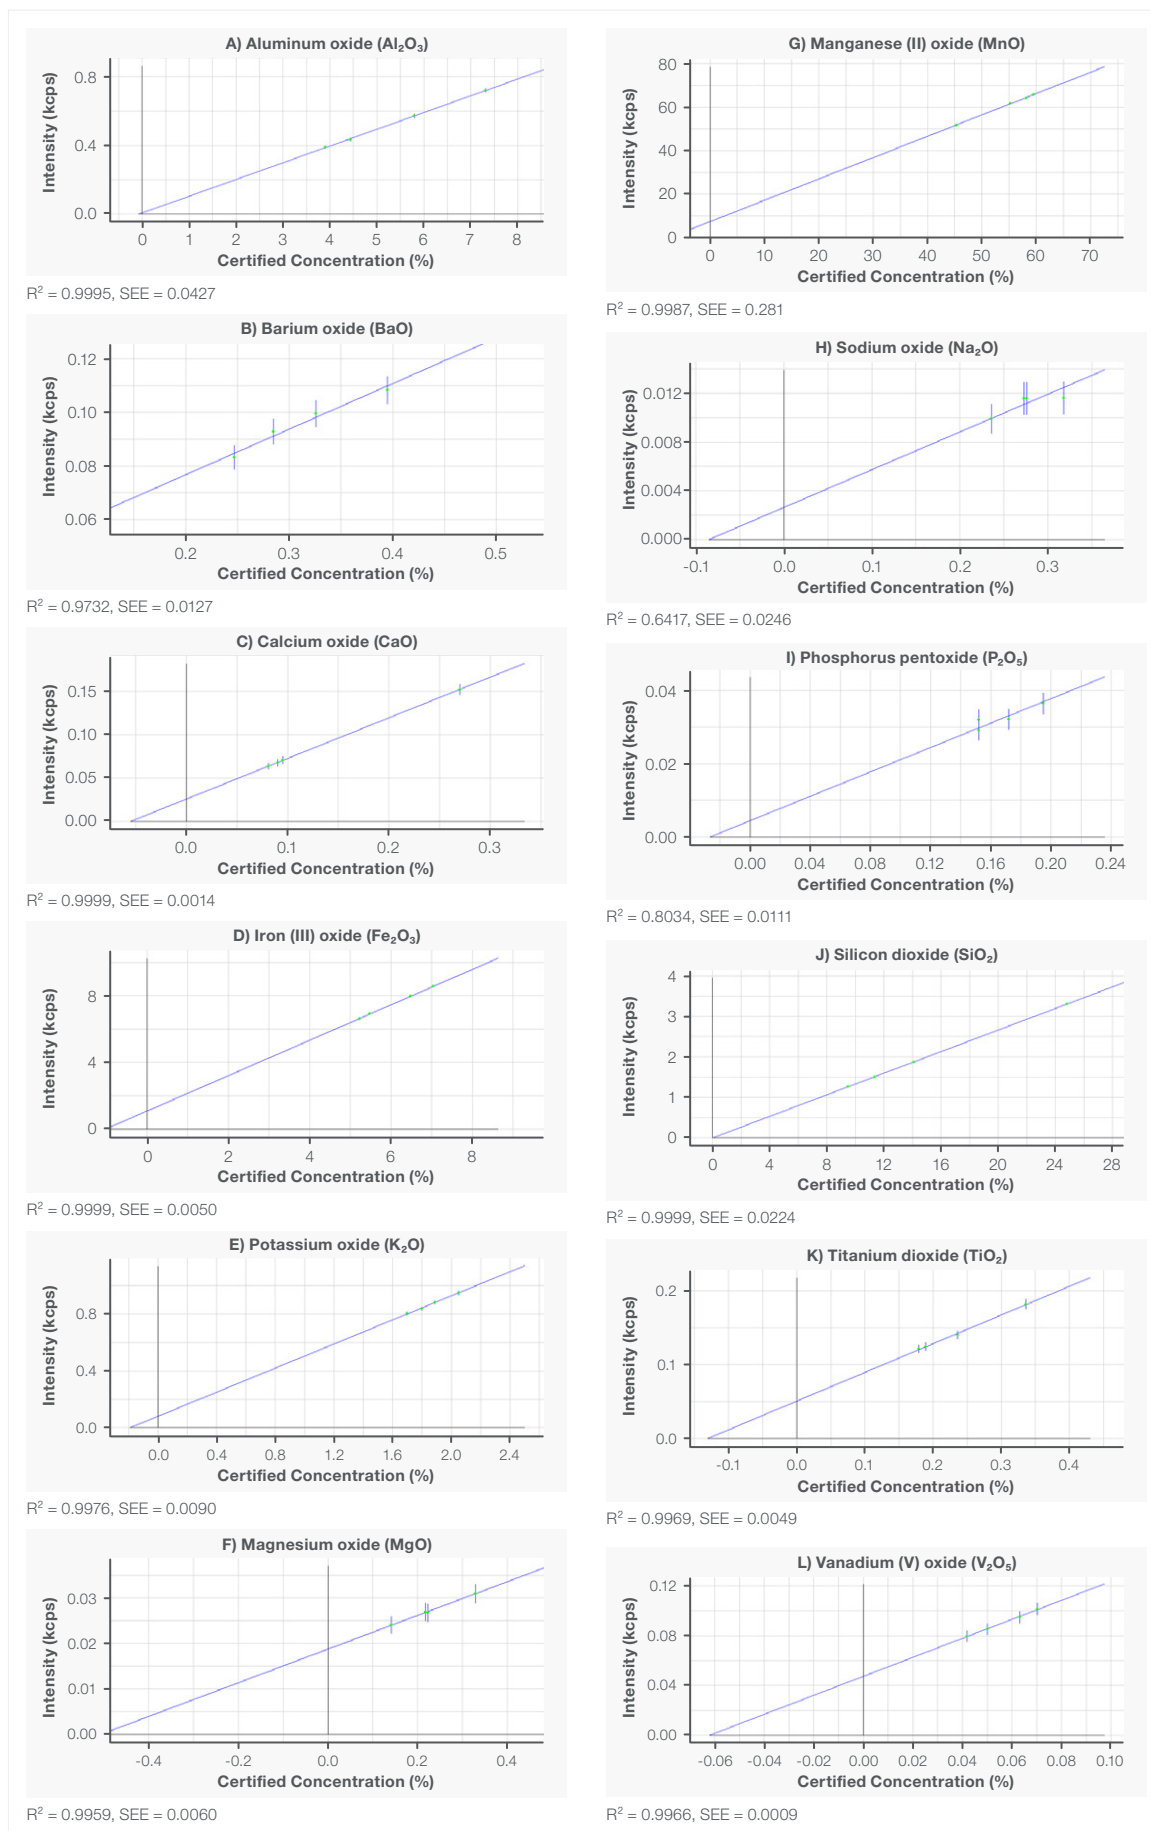 A) Aluminum oxide (Al₂O₃)
Intensity (kcps)
0.8
0.4
0.0
0 1 2 3 4 5 6 7 8
Certified Concentration (%)
R² = 0.9995, SEE = 0.0427
B) Barium oxide (BaO)
Intensity (kcps)
0.12
0.10
0.08
0.06
0.2 0.3 0.4 0.5
Certified Concentration (%)
R² = 0.9732, SEE = 0.0127
C) Calcium oxide (CaO)
Intensity (kcps)
0.15
0.10
0.05
0.00
0.0 0.1 0.2 0.3
Certified Concentration (%)
R² = 0.9999, SEE = 0.0014
D) Iron (III) oxide (Fe₂O₃)
Intensity (kcps)
8
4
0
0 2 4 6 8
Certified Concentration (%)
R² = 0.9999, SEE = 0.0050
E) Potassium oxide (K₂O)
Intensity (kcps)
0.8
0.4
0.0
0.0 0.4 0.8 1.2 1.6 2.0 2.4
Certified Concentration (%)
R² = 0.9976, SEE = 0.0090
F) Magnesium oxide (MgO)
Intensity (kcps)
0.03
0.02
0.01
0.00
-0.4 -0.2 0.0 0.2 0.4
Certified Concentration (%)
R² = 0.9959, SEE = 0.0060
G) Manganese (II) oxide (MnO)
Intensity (kcps)
80
60
40
20
0
0 10 20 30 40 50 60 70
Certified Concentration (%)
R² = 0.9987, SEE = 0.281
H) Sodium oxide (Na₂O)
Intensity (kcps)
0.012
0.008
0.004
0.000
-0.1 0.0 0.1 0.2 0.3
Certified Concentration (%)
R² = 0.6417, SEE = 0.0246
I) Phosphorus pentoxide (P₂O₅)
Intensity (kcps)
0.04
0.02
0.00
0.00 0.04 0.08 0.12 0.16 0.20 0.24
Certified Concentration (%)
R² = 0.8034, SEE = 0.0111
J) Silicon dioxide (SiO₂)
Intensity (kcps)
4
3
2
1
0
0 4 8 12 16 20 24 28
Certified Concentration (%)
R² = 0.9999, SEE = 0.0224
K) Titanium dioxide (TiO₂)
Intensity (kcps)
0.2
0.1
0.0
-0.1 0.0 0.1 0.2 0.3 0.4
Certified Concentration (%)
R² = 0.9969, SEE = 0.0049
L) Vanadium (V) oxide (V₂O₅)
Intensity (kcps)
0.12
0.08
0.04
0.00
-0.06 -0.04 -0.02 0.00 0.02 0.04 0.06 0.08 0.10
Certified Concentration (%)
R² = 0.9966, SEE = 0.0009